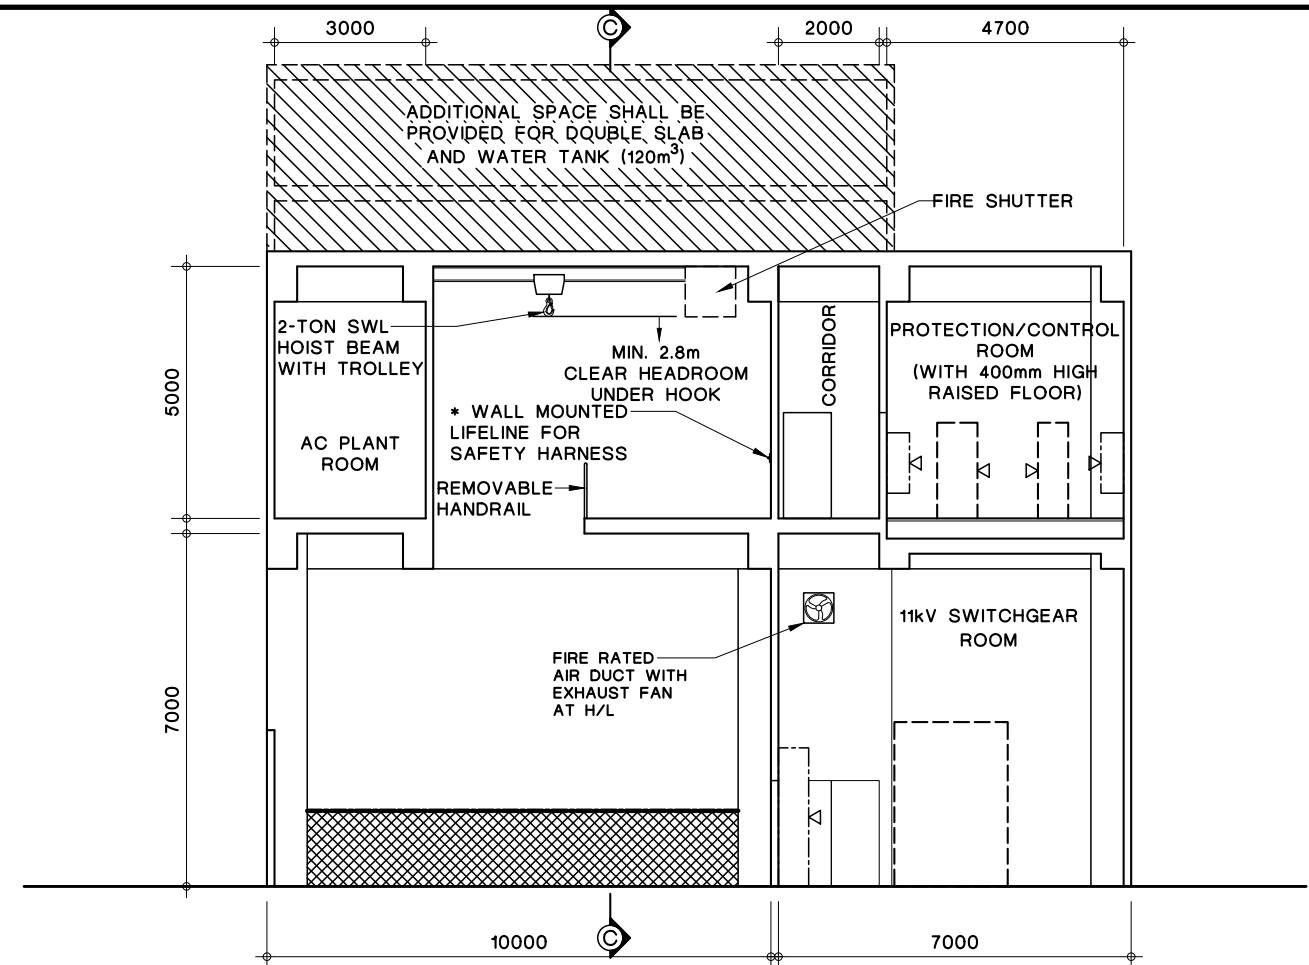 3000
C
2000
4700
ADDITIONAL SPACE SHALL BE
PROVIDED FOR DOUBLE SLAB
AND WATER TANK (120m³)
FIRE SHUTTER
2-TON SWL
HOIST BEAM
WITH TROLLEY
MIN. 2.8m
CLEAR HEADROOM
UNDER HOOK
CORRIDOR
PROTECTION/CONTROL
ROOM
(WITH 400mm HIGH
RAISED FLOOR)
5000
* WALL MOUNTED
LIFELINE FOR
SAFETY HARNESS
AC PLANT
ROOM
REMOVABLE
HANDRAIL
11kV SWITCHGEAR
ROOM
FIRE RATED
AIR DUCT WITH
EXHAUST FAN
AT H/L
7000
10000
C
7000